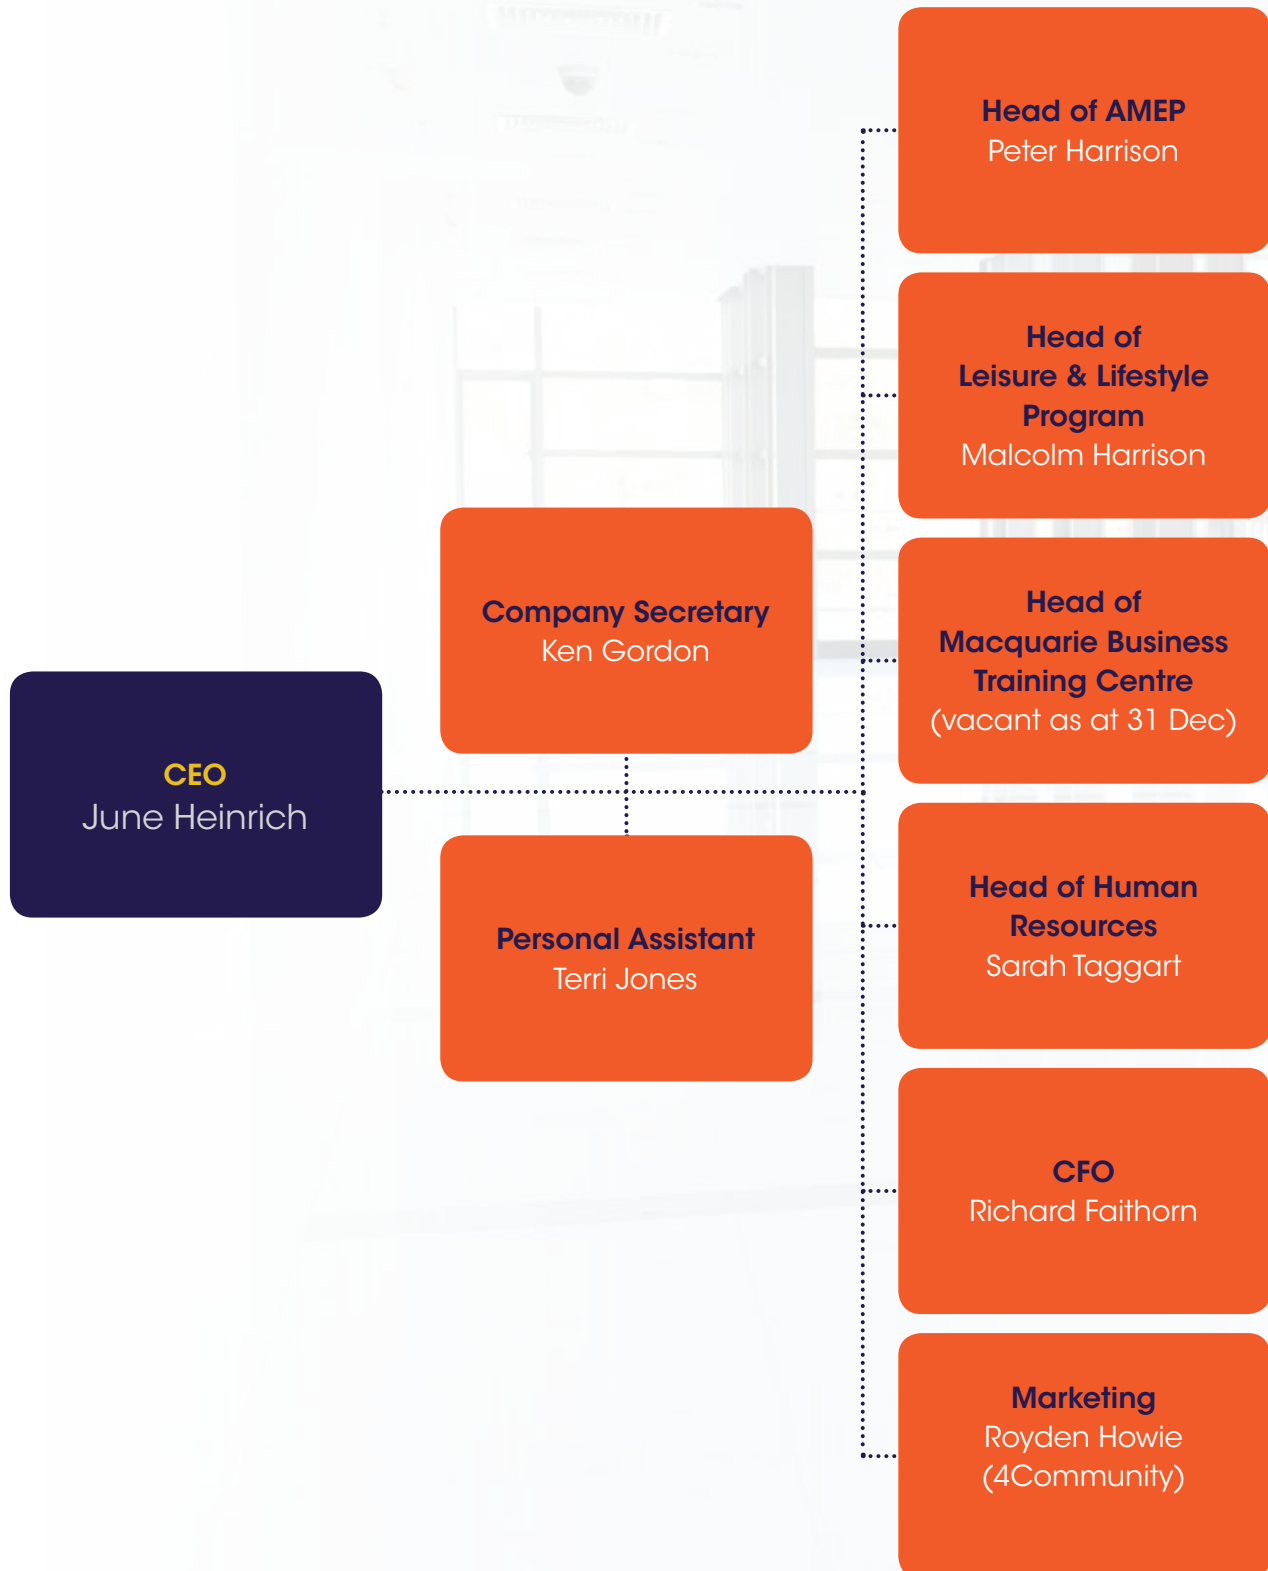 Head of AMEP
Peter Harrison
Head of
Leisure & Lifestyle
Program
Malcolm Harrison
Head of
Macquarie Business
Training Centre
(vacant as at 31 Dec)
Company Secretary
Ken Gordon
CEO
June Heinrich
Personal Assistant
Terri Jones
Head of Human
Resources
Sarah Taggart
CFO
Richard Faithorn
Marketing
Royden Howie
(4Community)